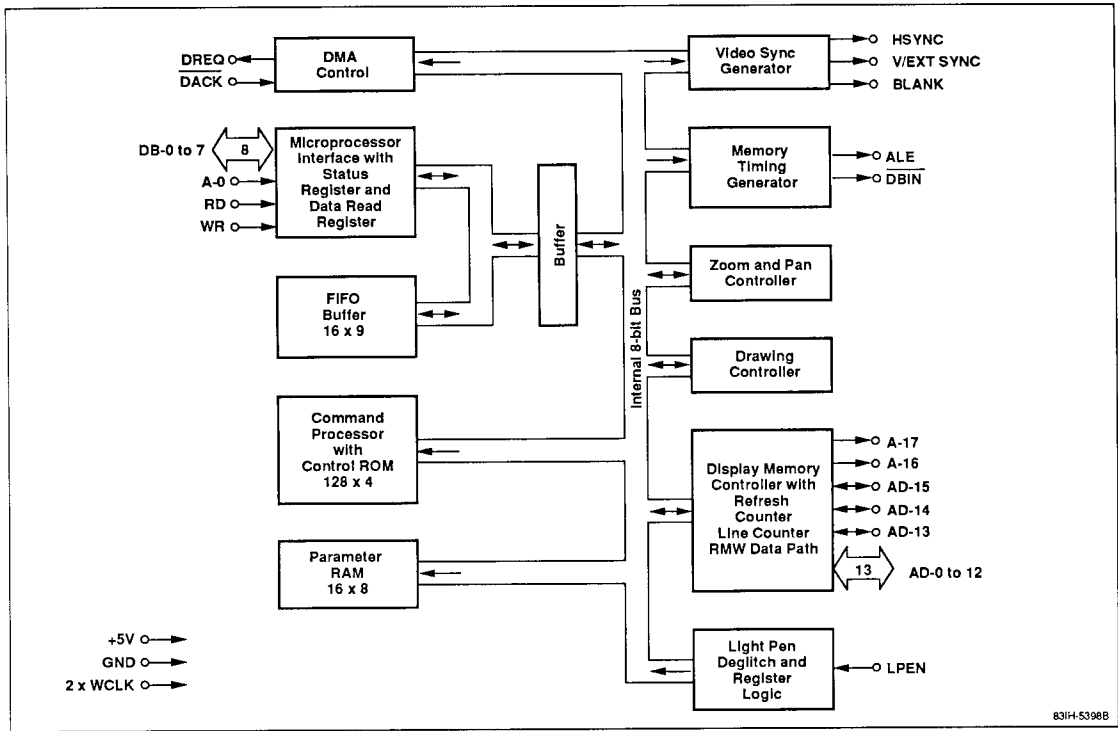 DREQ
DACK
DMA
Control
DB-0 to 7
8
A-0
RD
WR
Microprocessor
Interface with
Status
Register and
Data Read
Register
FIFO
Buffer
16 x 9
Buffer
Command
Processor
with
Control ROM
128 x 4
Parameter
RAM
16 x 8
+5V
GND
2 x WCLK
Internal 8-bit Bus
Video Sync
Generator
HSYNC
V/EXT SYNC
BLANK
Memory
Timing
Generator
ALE
DBIN
Zoom and Pan
Controller
Drawing
Controller
Display Memory
Controller with
Refresh
Counter
Line Counter
RMW Data Path
A-17
A-16
AD-15
AD-14
AD-13
13
AD-0 to 12
Light Pen
Deglitch and
Register
Logic
LPEN
83IH-5398B